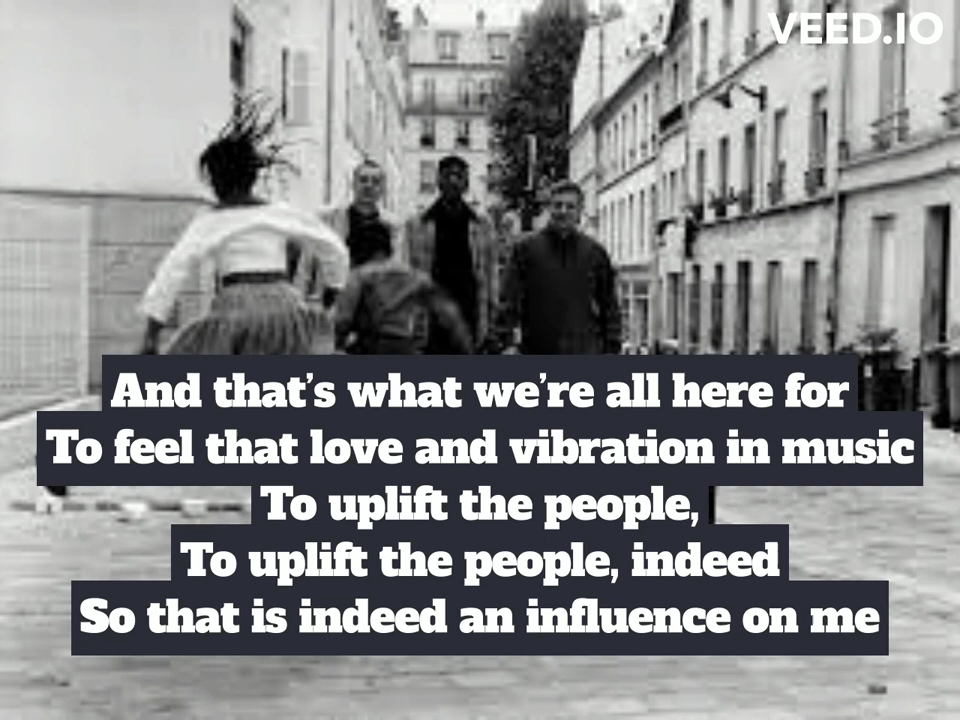 VEED.IO
And that's what we're all here for
To feel that love and vibration in music
To uplift the people,
To uplift the people, indeed
So that is indeed an influence on me